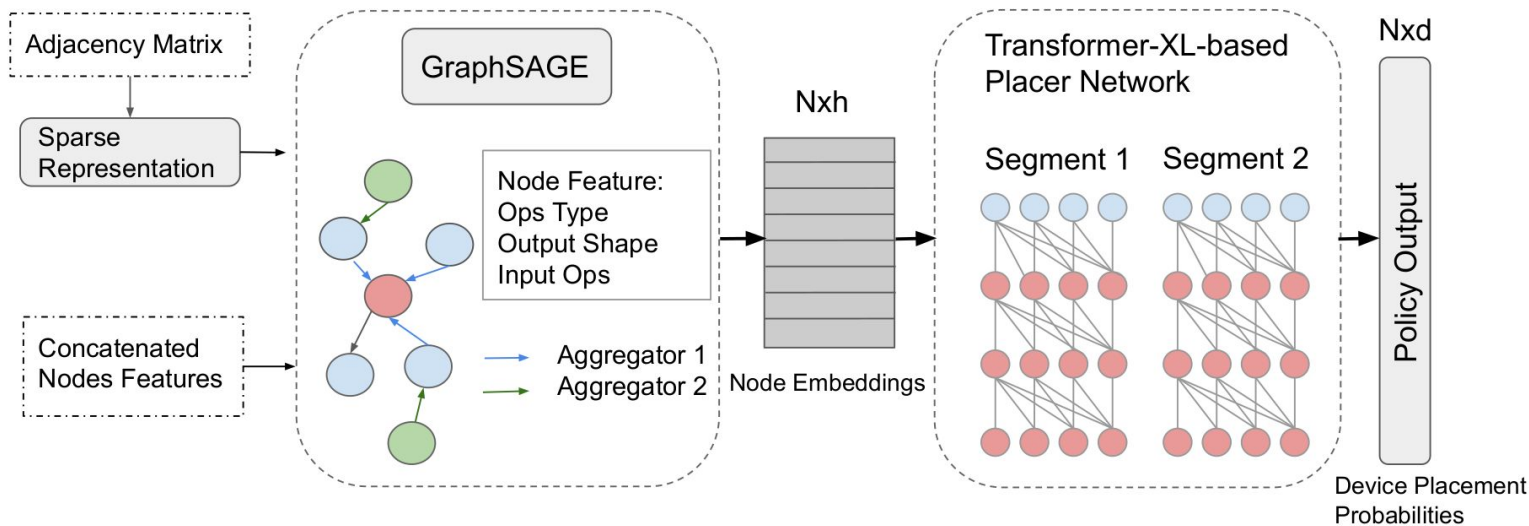 Adjacency Matrix
Sparse
Representation
Concatenated
Nodes Features
GraphSAGE
Node Feature:
Ops Type
Output Shape
Input Ops
Aggregator 1
Aggregator 2
Nxh
Node Embeddings
Transformer-XL-based
Placer Network
Segment 1
Segment 2
Nxd
Policy Output
Device Placement
Probabilities